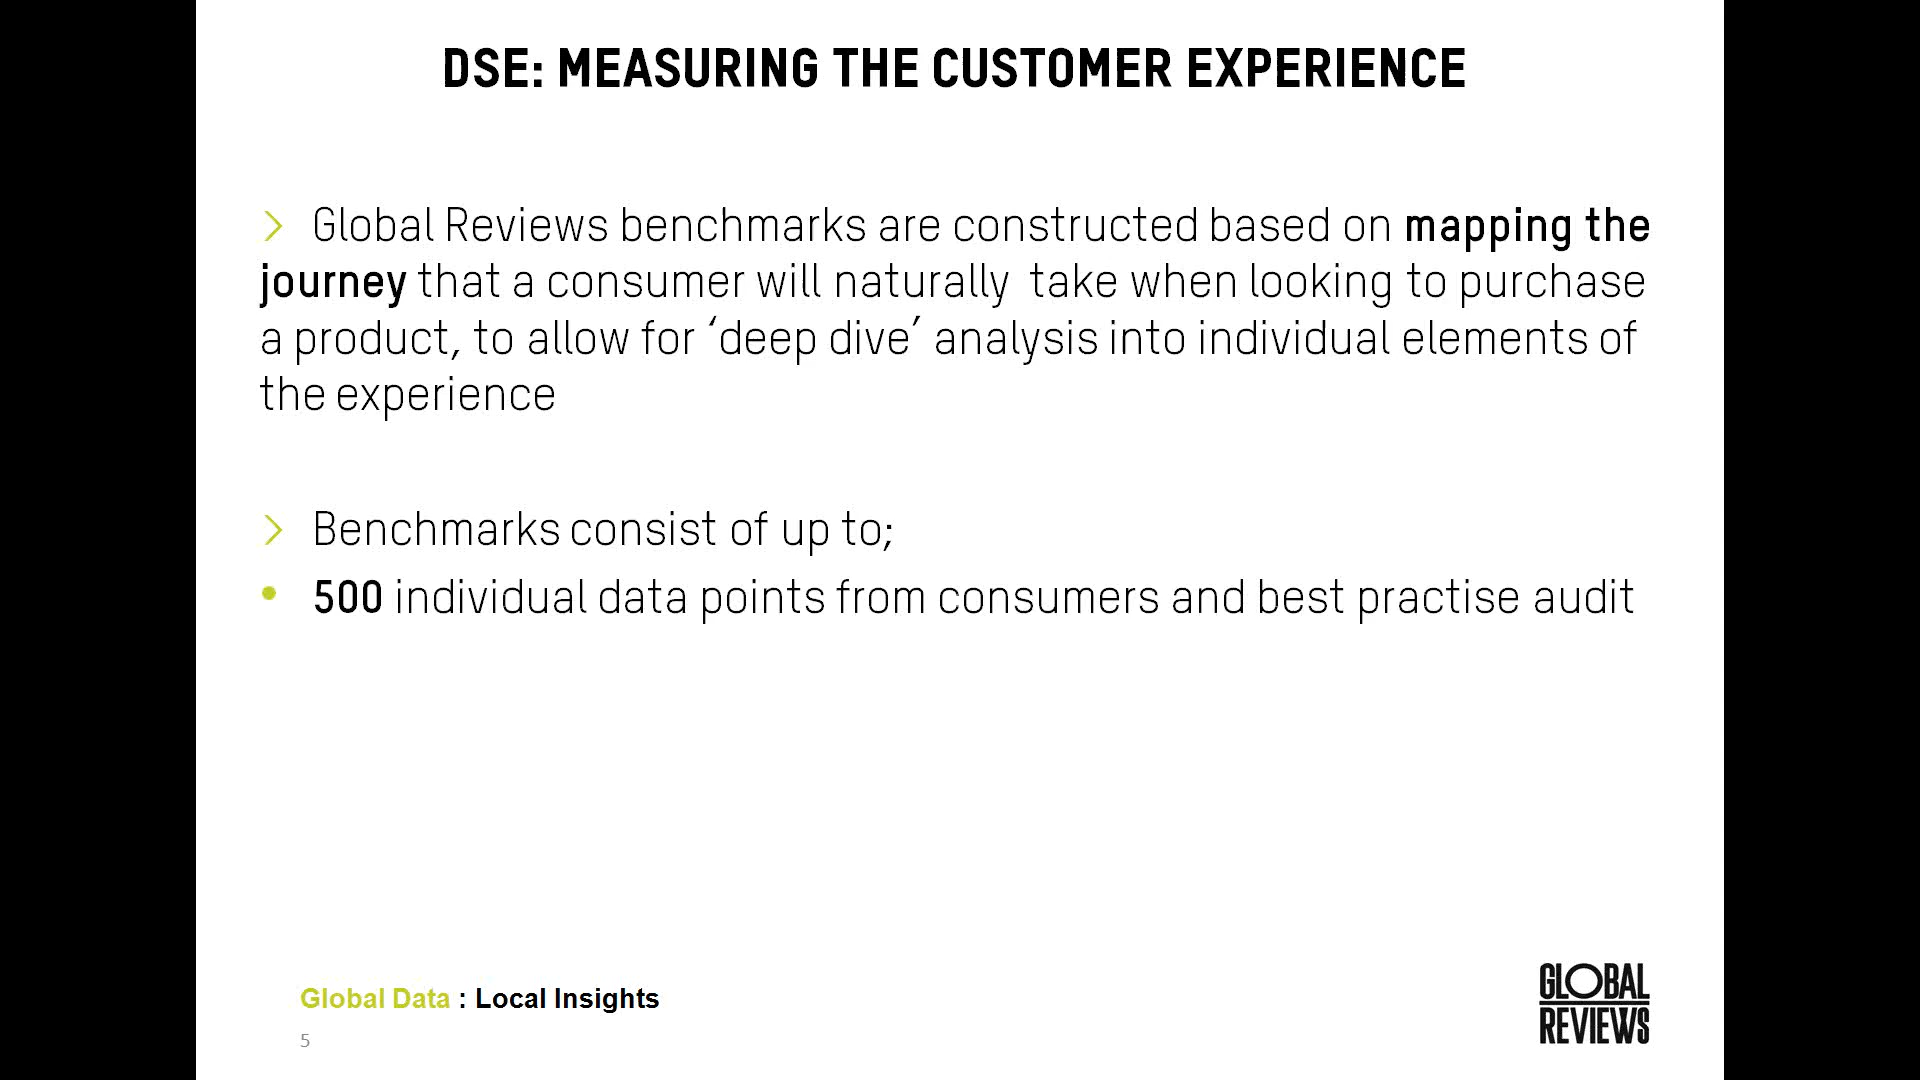 DSE: MEASURING THE CUSTOMER EXPERIENCE
> Global Reviews benchmarks are constructed based on mapping the
journey that a consumer will naturally  take when looking to purchase
a product, to allow for ‘deep dive’ analysis into individual elements of
the experience
> Benchmarks consist of up to;
• 500 individual data points from consumers and best practise audit
Global Data : Local Insights
5
GLOBAL
REVIEWS